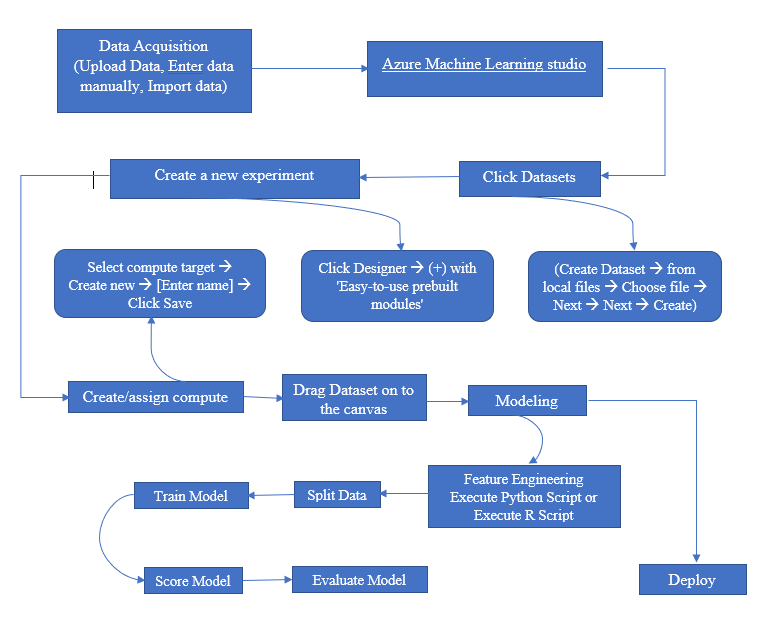 Data Acquisition
(Upload Data, Enter data
manually, Import data)
Azure Machine Learning studio
Create a new experiment
Click Datasets
Select compute target →
Create new → [Enter name] →
Click Save
Click Designer → (+) with
'Easy-to-use prebuilt
modules'
(Create Dataset → from
local files → Choose file →
Next → Next → Create)
Create/assign compute
Drag Dataset on to
the canvas
Modeling
Feature Engineering
Execute Python Script or
Execute R Script
Split Data
Train Model
Score Model
Evaluate Model
Deploy